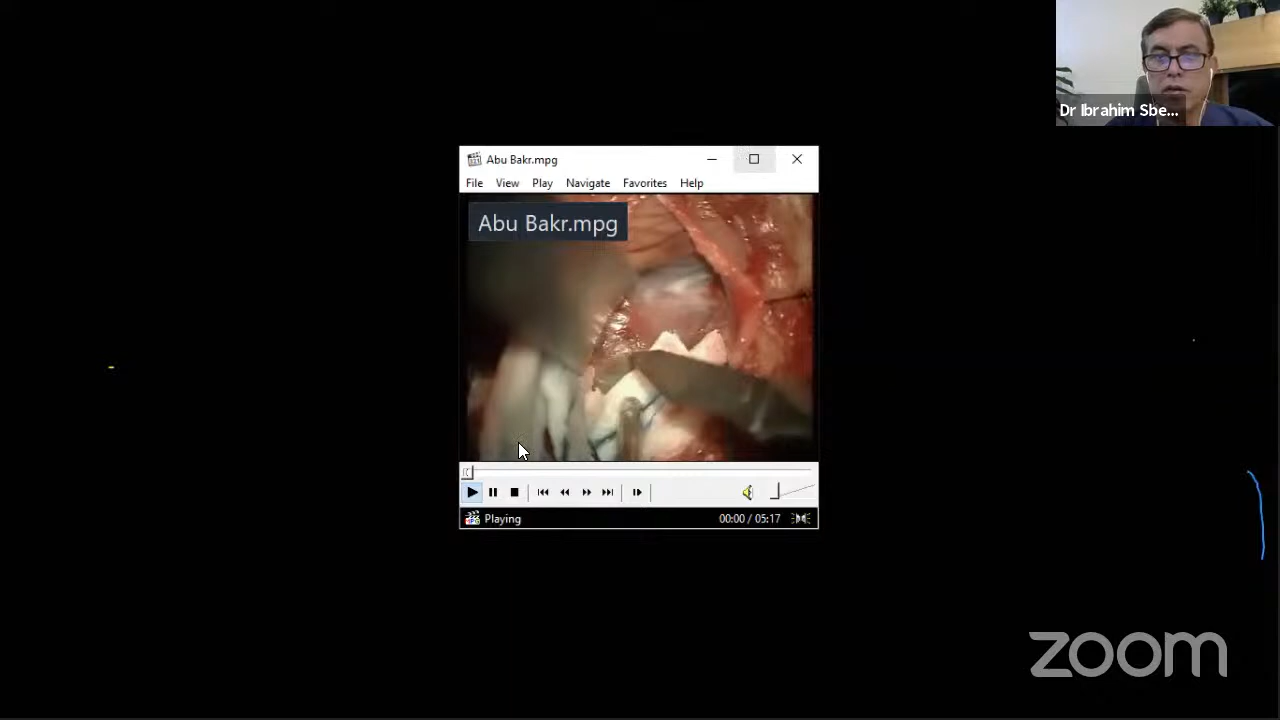 Dr Ibrahim Sbe...
Abu Bakr.mpg
File View Play Navigate Favorites Help
Abu Bakr.mpg
Playing
00:00 / 05:17
zoom